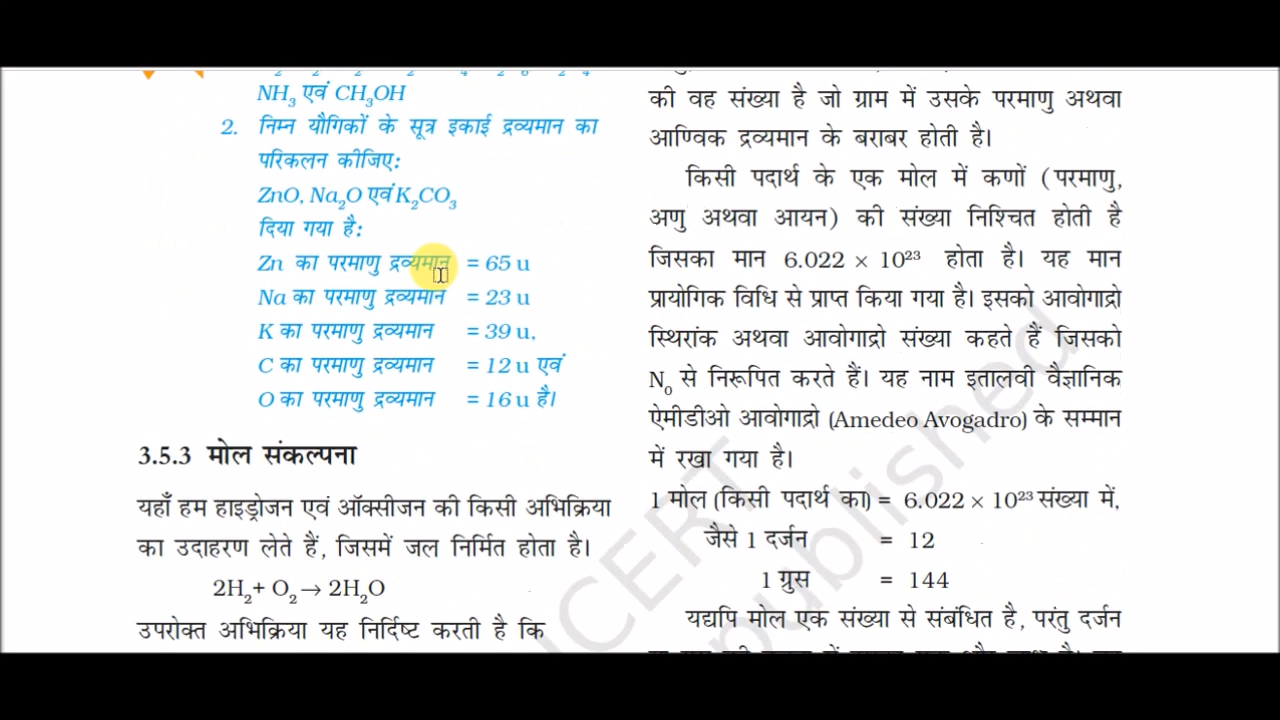 NH3 एवं CH3OH
2. निम्न यौगिकों के सूत्र इकाई द्रव्यमान का
परिकलन कीजिए:
ZnO, Na2O एवं K2CO3
दिया गया है:
Zn का परमाणु द्रव्यमान = 65 u
Na का परमाणु द्रव्यमान = 23 u
K का परमाणु द्रव्यमान = 39 u,
C का परमाणु द्रव्यमान = 12 u एवं
O का परमाणु द्रव्यमान = 16 u है।
3.5.3 मोल संकल्पना
यहाँ हम हाइड्रोजन एवं ऑक्सीजन की किसी अभिक्रिया
का उदाहरण लेते हैं, जिसमें जल निर्मित होता है।
2H2+ O2 → 2H2O
उपरोक्त अभिक्रिया यह निर्दिष्ट करती है कि
की वह संख्या है जो ग्राम में उसके परमाणु अथवा
आण्विक द्रव्यमान के बराबर होती है।
किसी पदार्थ के एक मोल में कणों (परमाणु,
अणु अथवा आयन) की संख्या निश्चित होती है
जिसका मान 6.022 × 10²³ होता है। यह मान
प्रायोगिक विधि से प्राप्त किया गया है। इसको आवोगाद्रो
स्थिरांक अथवा आवोगाद्रो संख्या कहते हैं जिसको
N0 से निरूपित करते हैं। यह नाम इतालवी वैज्ञानिक
ऐमीडीओ आवोगाद्रो (Amedeo Avogadro) के सम्मान
में रखा गया है।
1 मोल (किसी पदार्थ का) = 6.022 × 10²³ संख्या में,
जैसे 1 दर्जन = 12
1 ग्रुस = 144
यद्यपि मोल एक संख्या से संबंधित है, परंतु दर्जन